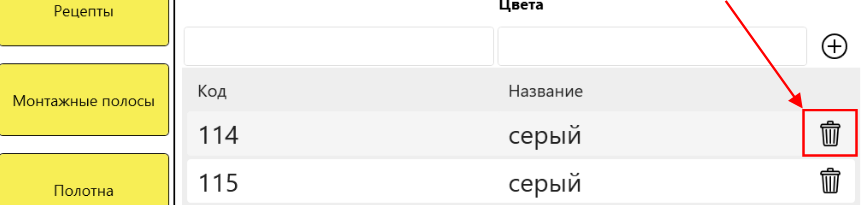 Рецепты
Монтажные полосы
Полотна
Цвета
Код Название
114 серый
115 серый